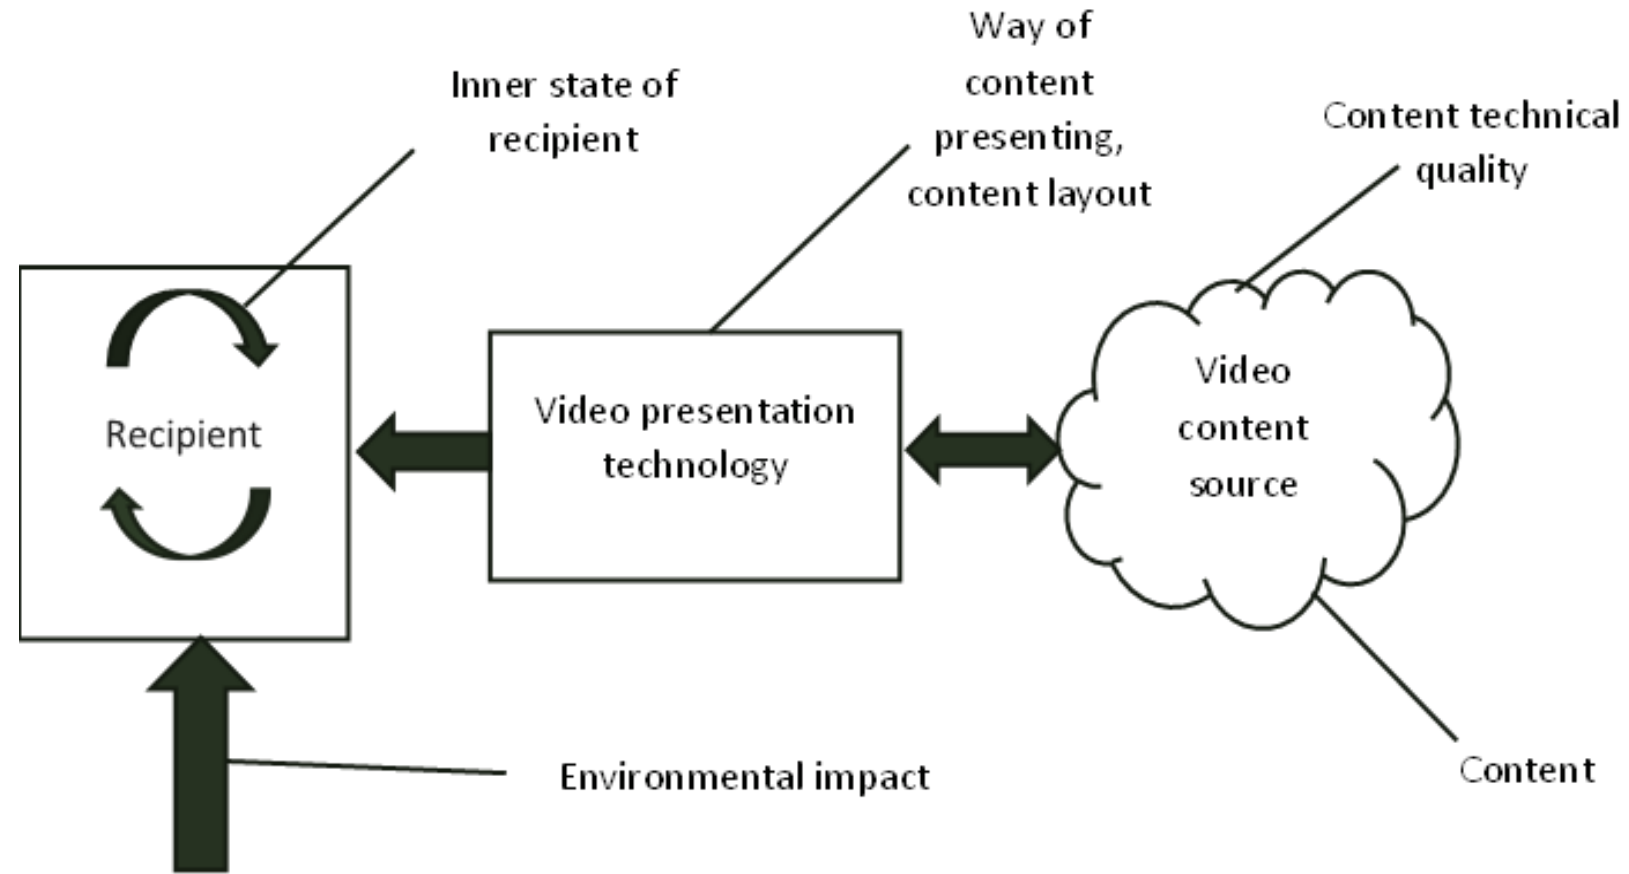 Inner state of
recipient
Way of
content
presenting,
content layout
Content technical
quality
Recipient
Video presentation
technology
Video
content
source
Environmental impact
Content